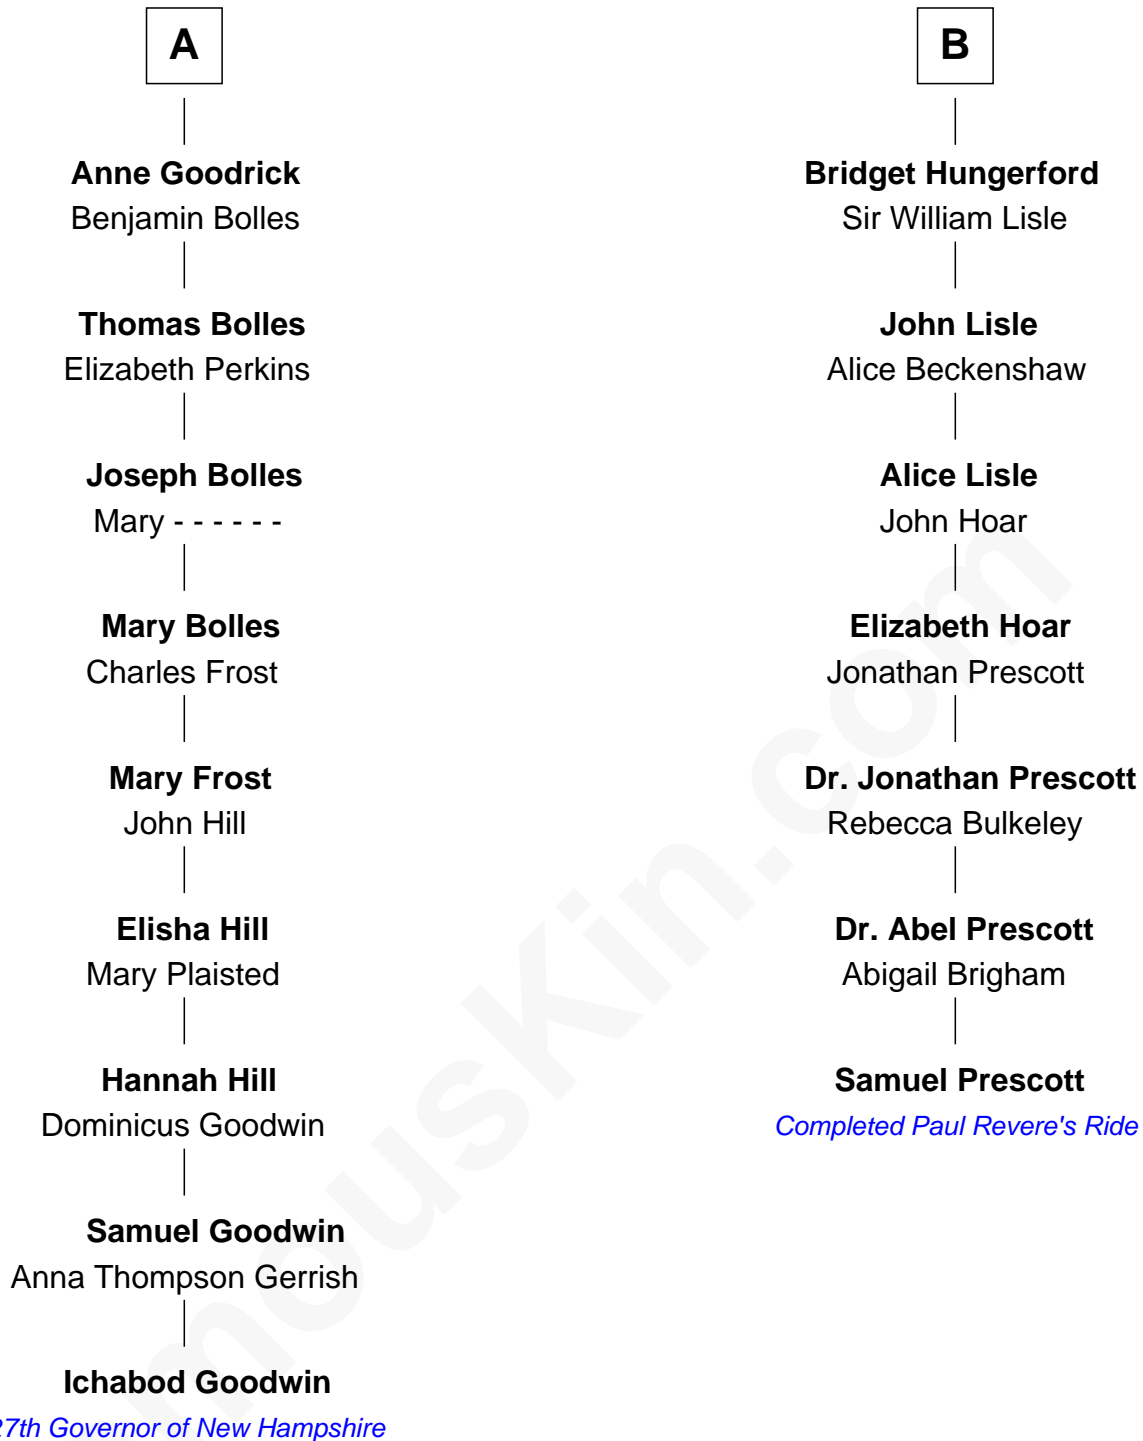 A
Anne Goodrick
Benjamin Bolles
Thomas Bolles
Elizabeth Perkins
Joseph Bolles
Mary - - - - - -
Mary Bolles
Charles Frost
Mary Frost
John Hill
Elisha Hill
Mary Plaisted
Hannah Hill
Dominicus Goodwin
Samuel Goodwin
Anna Thompson Gerrish
Ichabod Goodwin
27th Governor of New Hampshire
B
Bridget Hungerford
Sir William Lisle
John Lisle
Alice Beckenshaw
Alice Lisle
John Hoar
Elizabeth Hoar
Jonathan Prescott
Dr. Jonathan Prescott
Rebecca Bulkeley
Dr. Abel Prescott
Abigail Brigham
Samuel Prescott
Completed Paul Revere's Ride
mouskin.com